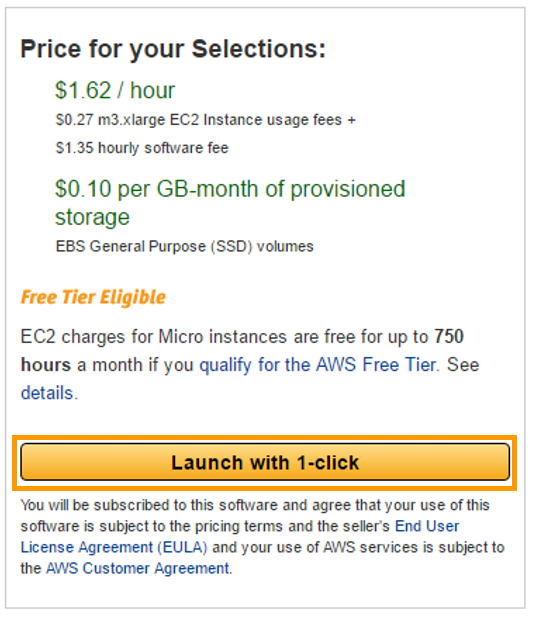 Price for your Selections:
$1.62 / hour
$0.27 m3.xlarge EC2 Instance usage fees +
$1.35 hourly software fee
$0.10 per GB-month of provisioned
storage
EBS General Purpose (SSD) volumes
Free Tier Eligible
EC2 charges for Micro instances are free for up to 750
hours a month if you qualify for the AWS Free Tier. See
details.
Launch with 1-click
You will be subscribed to this software and agree that your use of this
software is subject to the pricing terms and the seller's End User
License Agreement (EULA) and your use of AWS services is subject to
the AWS Customer Agreement.